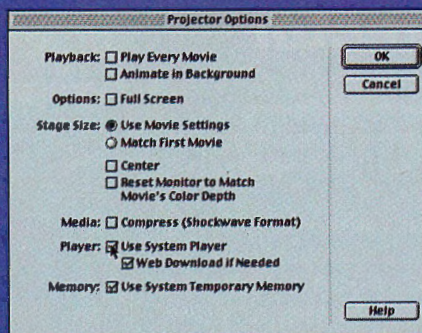 Projector Options
Playback: Play Every Movie
Animate in Background
Options: Full Screen
Stage Size: Use Movie Settings
Match First Movie
Center
Reset Monitor to Match
Movie's Color Depth
Media: Compress (Shockwave Format)
Player: Use System Player
Web Download if Needed
Memory: Use System Temporary Memory
OK
Cancel
Help